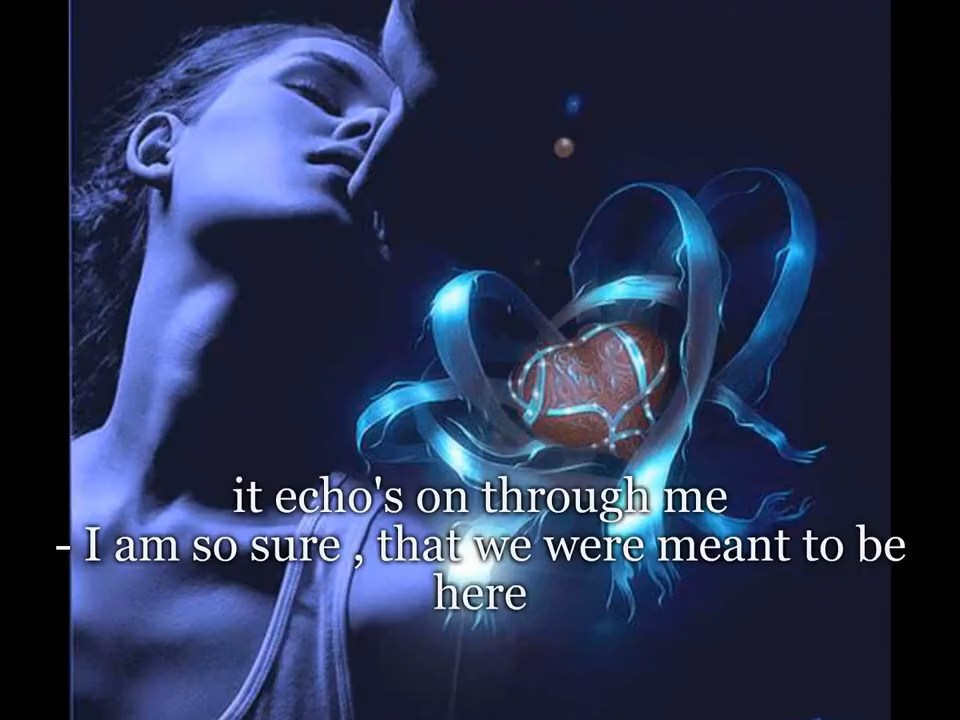 it echo's on through me
- I am so sure , that we were meant to be
here